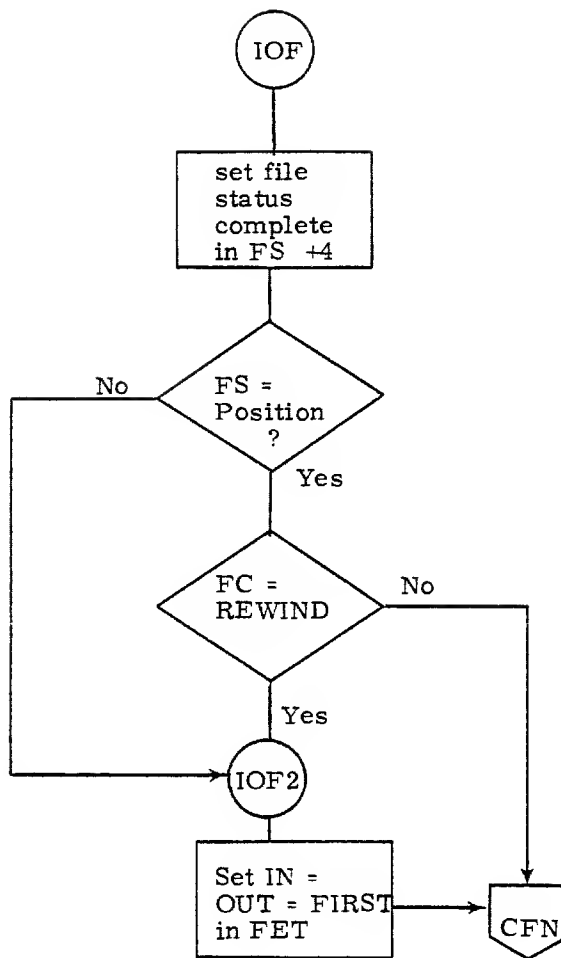 IOF
set file
status
complete
in FS +4
No
FS =
Position
?
Yes
FC =
REWIND
No
Yes
IOF2
Set IN =
OUT = FIRST
in FET
CFN